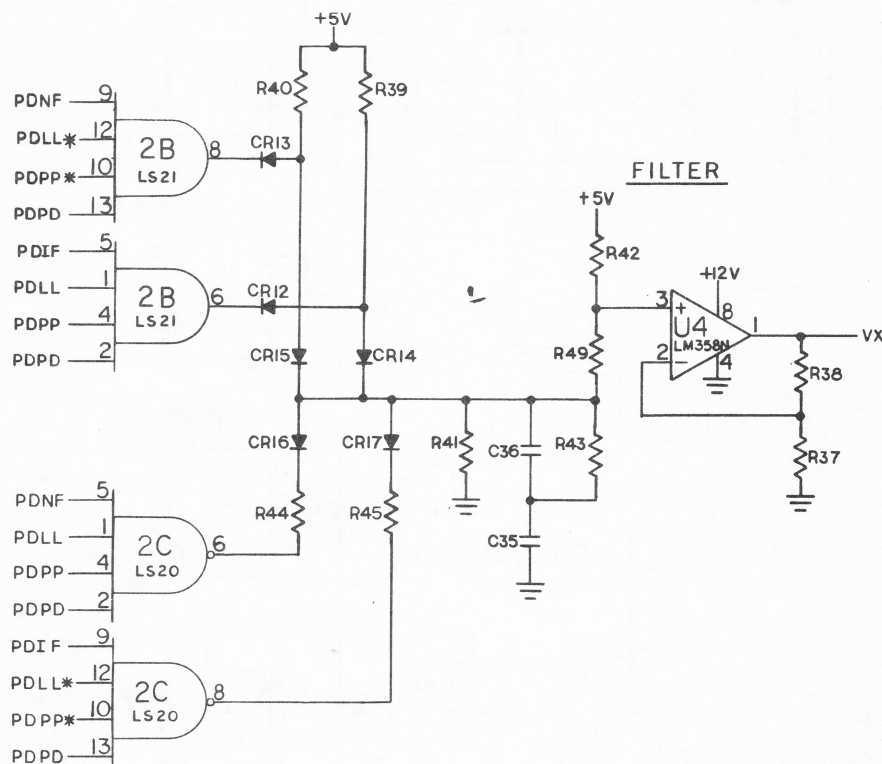 +5V
R40
R39
PDNF 9
PDLL* 12
PDPP* 10
PDPD 13
2B
LS21
8
CR13
PDIF 5
PDLL 1
PDPP 4
PDPD 2
2B
LS21
6
CR12
CR15
CR14
FILTER
+5V
R42
+12V
3
+
8
U4
LM358N
1
VX
2
−
4
R49
R38
R37
CR16
CR17
R41
C36
R43
R44
R45
C35
PDNF 5
PDLL 1
PDPP 4
PDPD 2
2C
LS20
6
PDIF 9
PDLL* 12
PDPP* 10
PDPD 13
2C
LS20
8